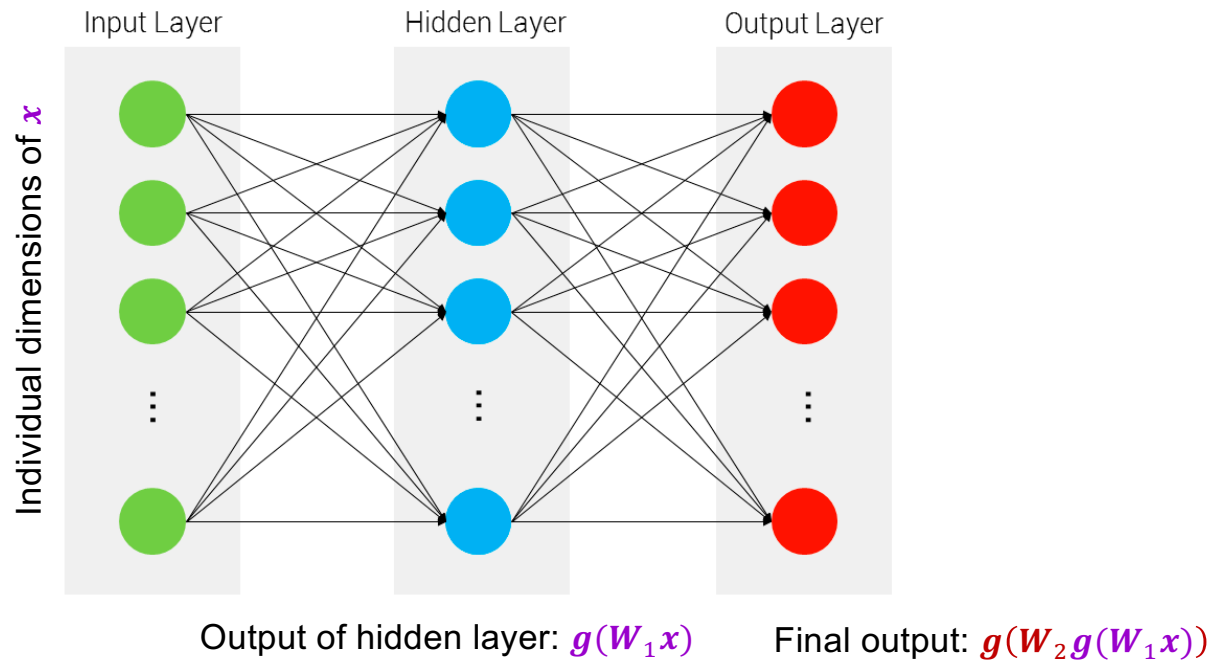 Input Layer
Hidden Layer
Output Layer
Individual dimensions of x
...
...
...
Output of hidden layer: g(W₁x)
Final output: g(W₂g(W₁x))